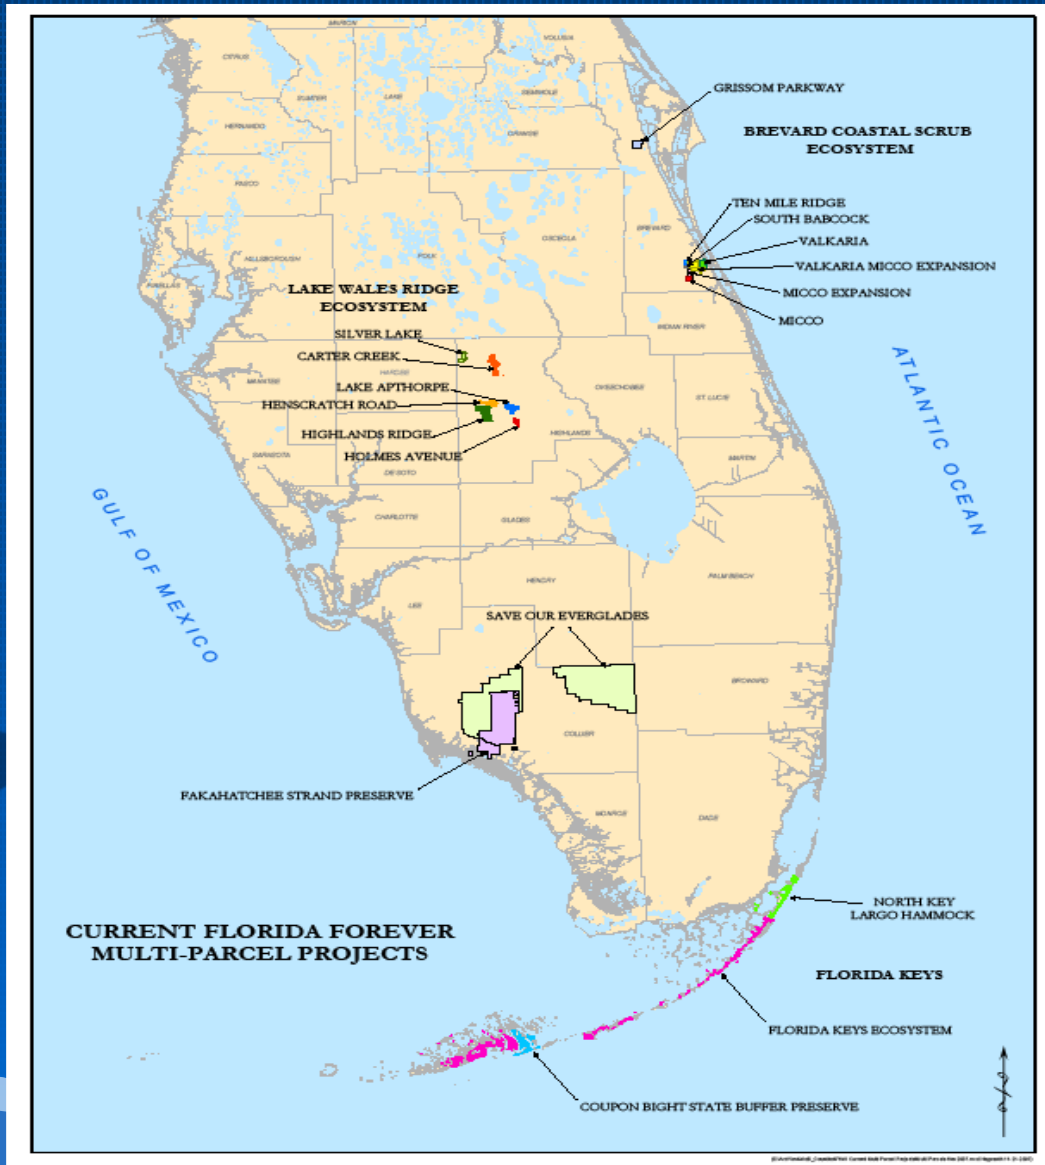 MARION
VOLUSIA
CITRUS
SUMTER
LAKE
SEMINOLE
GRISSOM PARKWAY
HERNANDO
ORANGE
BREVARD COASTAL SCRUB
ECOSYSTEM
PASCO
TEN MILE RIDGE
SOUTH BABCOCK
BREVARD
VALKARIA
OSCEOLA
HILLSBOROUGH
POLK
VALKARIA MICCO EXPANSION
PINELLAS
LAKE WALES RIDGE
ECOSYSTEM
MICCO EXPANSION
MICCO
INDIAN RIVER
SILVER LAKE
CARTER CREEK
HARDEE
MANATEE
LAKE APTHORPE
OKEECHOBEE
ST. LUCIE
HENSCRATCH ROAD
HIGHLANDS RIDGE
HIGHLANDS
HOLMES AVENUE
SARASOTA
DE SOTO
MARTIN
ATLANTIC OCEAN
GULF OF MEXICO
CHARLOTTE
GLADES
HENDRY
PALM BEACH
LEE
SAVE OUR EVERGLADES
BROWARD
COLLIER
FAKAHATCHEE STRAND PRESERVE
MONROE
DADE
NORTH KEY
LARGO HAMMOCK
CURRENT FLORIDA FOREVER
MULTI-PARCEL PROJECTS
FLORIDA KEYS
FLORIDA KEYS ECOSYSTEM
COUPON BIGHT STATE BUFFER PRESERVE